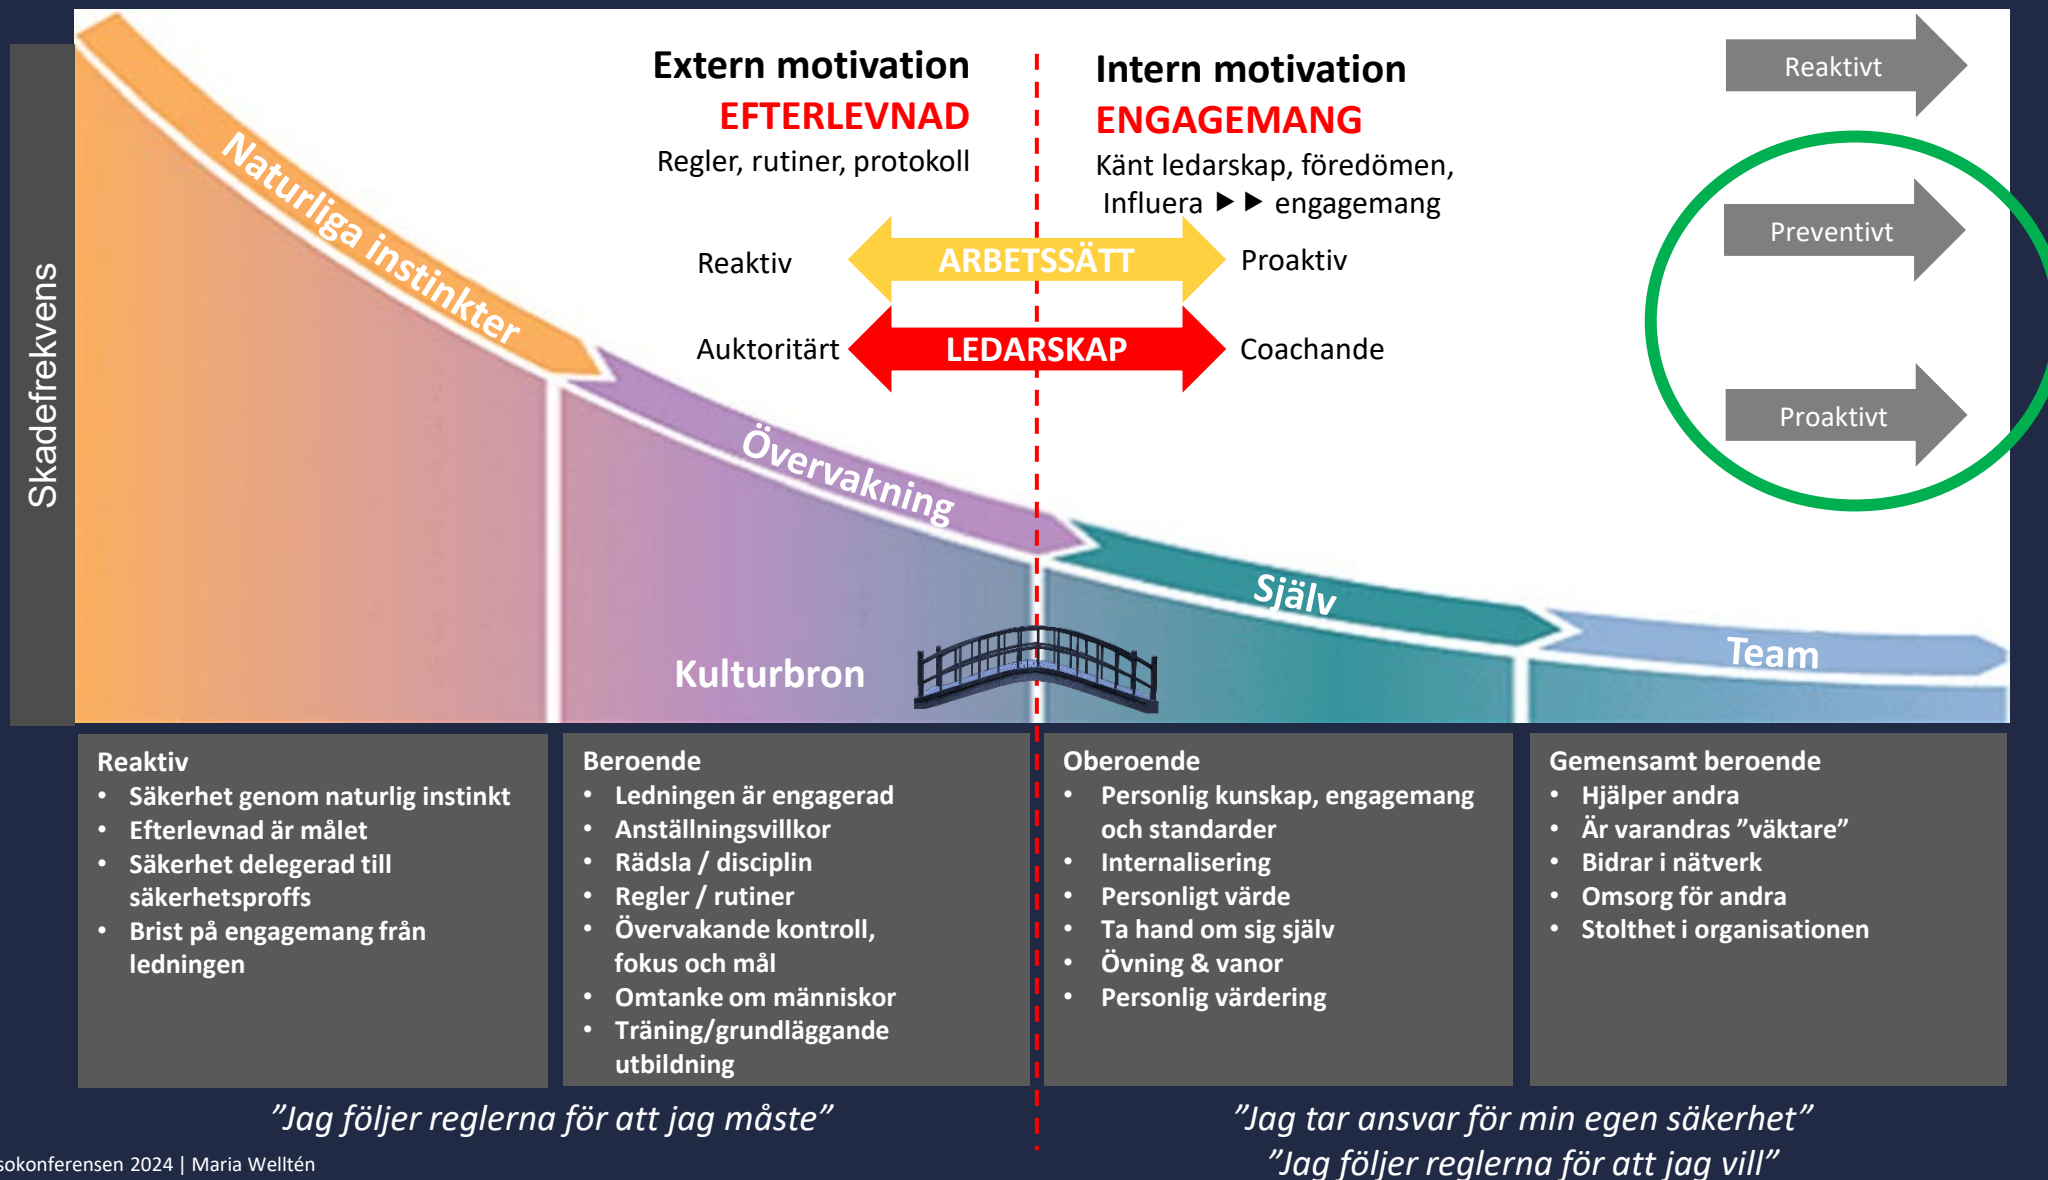 Skadefrekvens
Extern motivation
EFTERLEVNAD
Regler, rutiner, protokoll
Intern motivation
ENGAGEMANG
Känt ledarskap, föredömen,
Influera ►► engagemang
Reaktiv
ARBETSSÄTT
Proaktiv
Auktoritärt
LEDARSKAP
Coachande
Reaktivt
Preventivt
Proaktivt
Naturliga instinkter
Övervakning
Själv
Team
Kulturbron
Reaktiv
• Säkerhet genom naturlig instinkt
• Efterlevnad är målet
• Säkerhet delegerad till
säkerhetsproffs
• Brist på engagemang från
ledningen
Beroende
• Ledningen är engagerad
• Anställningsvillkor
• Rädsla / disciplin
• Regler / rutiner
• Övervakande kontroll,
fokus och mål
• Omtanke om människor
• Träning/grundläggande
utbildning
Oberoende
• Personlig kunskap, engagemang
och standarder
• Internalisering
• Personligt värde
• Ta hand om sig själv
• Övning & vanor
• Personlig värdering
Gemensamt beroende
• Hjälper andra
• Är varandras ”väktare”
• Bidrar i nätverk
• Omsorg för andra
• Stolthet i organisationen
”Jag följer reglerna för att jag måste”
”Jag tar ansvar för min egen säkerhet”
”Jag följer reglerna för att jag vill”
sokonferensen 2024 | Maria Welltén